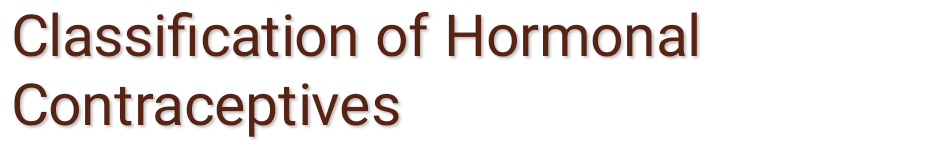 Classification of Hormonal
Contraceptives